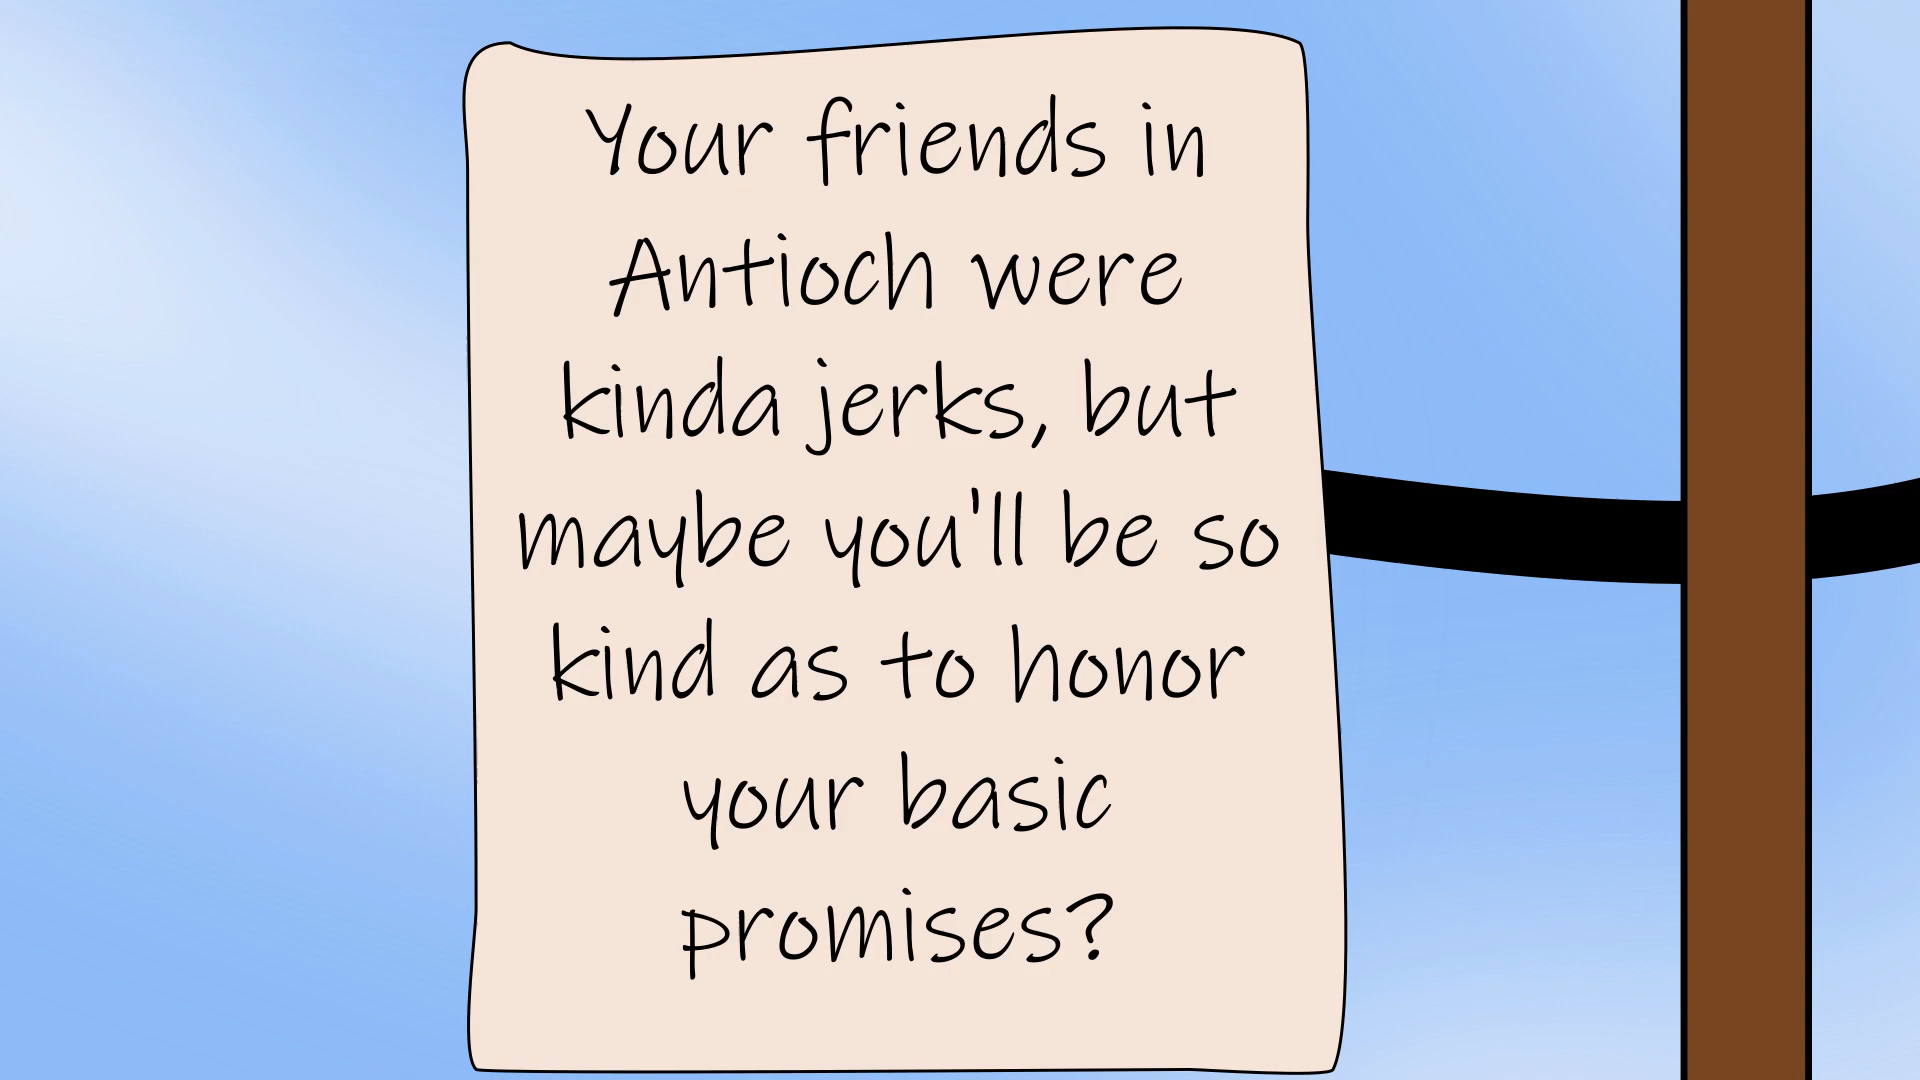 Your friends in
Antioch were
kinda jerks, but
maybe you'll be so
kind as to honor
your basic
promises?